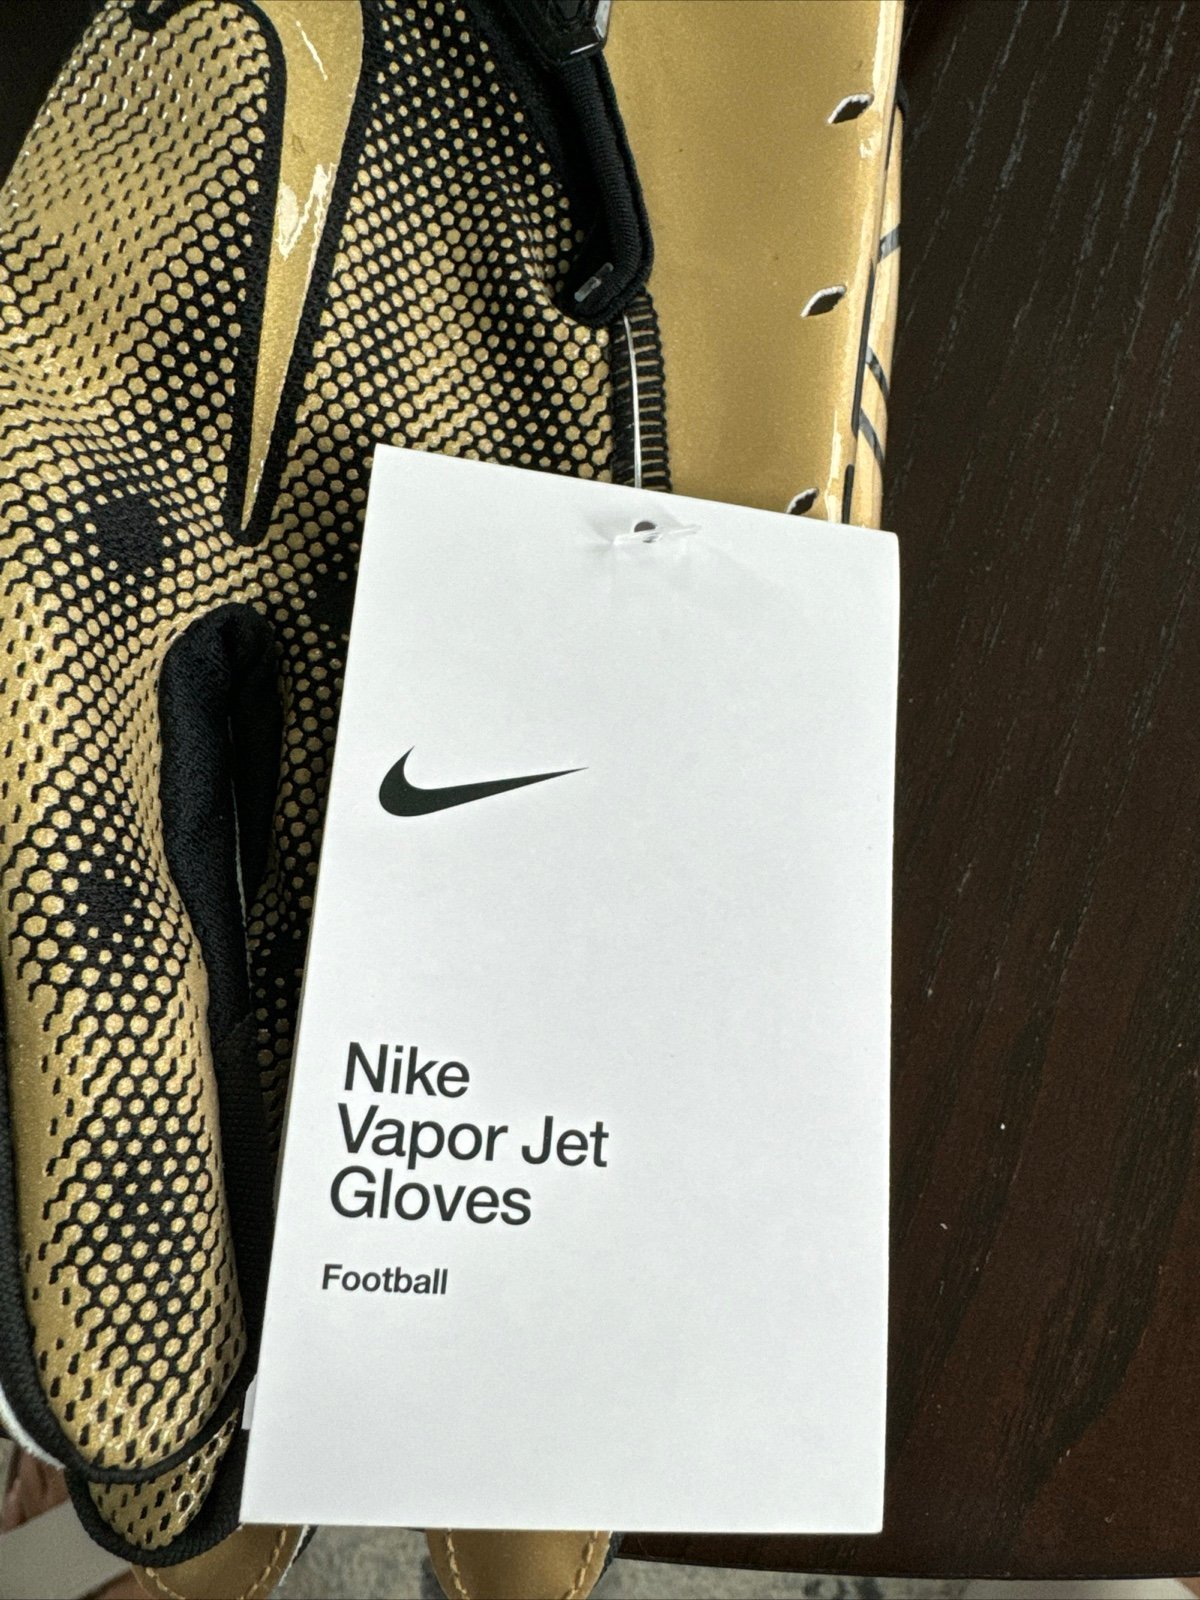 Nike
Vapor Jet
Gloves
Football